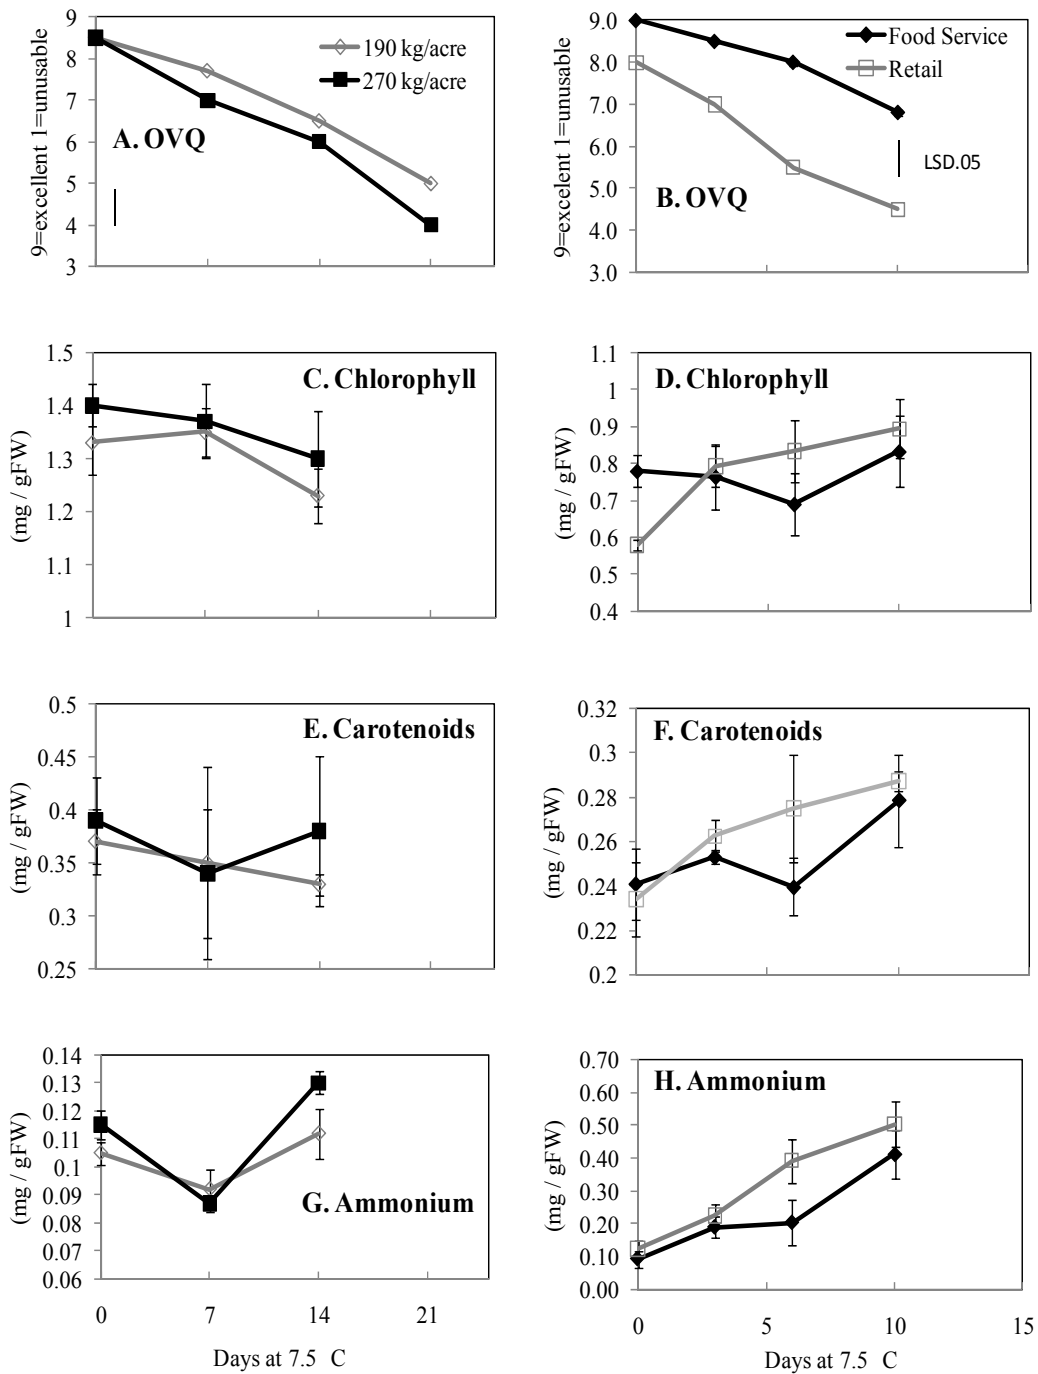 9=excellent 1=unusable
9
8
7
6
5
4
3
190 kg/acre
270 kg/acre
A. OVQ
9=excelent 1=unusable
9.0
8.0
7.0
6.0
5.0
4.0
3.0
Food Service
Retail
LSD.05
B. OVQ
(mg / gFW)
1.5
1.4
1.3
1.2
1.1
1
C. Chlorophyll
(mg / gFW)
1.1
1
0.9
0.8
0.7
0.6
0.5
0.4
D. Chlorophyll
(mg / gFW)
0.5
0.45
0.4
0.35
0.3
0.25
E. Carotenoids
(mg / gFW)
0.32
0.3
0.28
0.26
0.24
0.22
0.2
F. Carotenoids
(mg / gFW)
0.14
0.13
0.12
0.11
0.1
0.09
0.08
0.07
0.06
G. Ammonium
0 7 14 21
Days at 7.5 C
(mg / gFW)
0.70
0.60
0.50
0.40
0.30
0.20
0.10
0.00
H. Ammonium
0 5 10 15
Days at 7.5 C